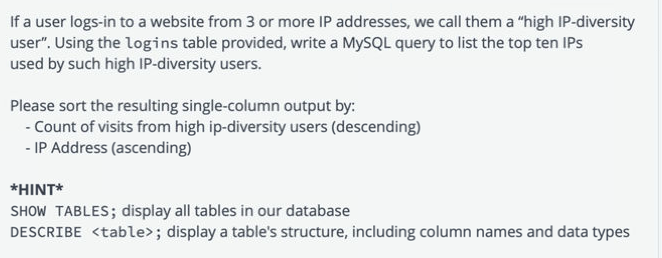 If a user logs-in to a website from 3 or more IP addresses, we call them a “high IP-diversity
user”. Using the logins table provided, write a MySQL query to list the top ten IPs
used by such high IP-diversity users.
Please sort the resulting single-column output by:
- Count of visits from high ip-diversity users (descending)
- IP Address (ascending)
*HINT*
SHOW TABLES; display all tables in our database
DESCRIBE <table>; display a table's structure, including column names and data types